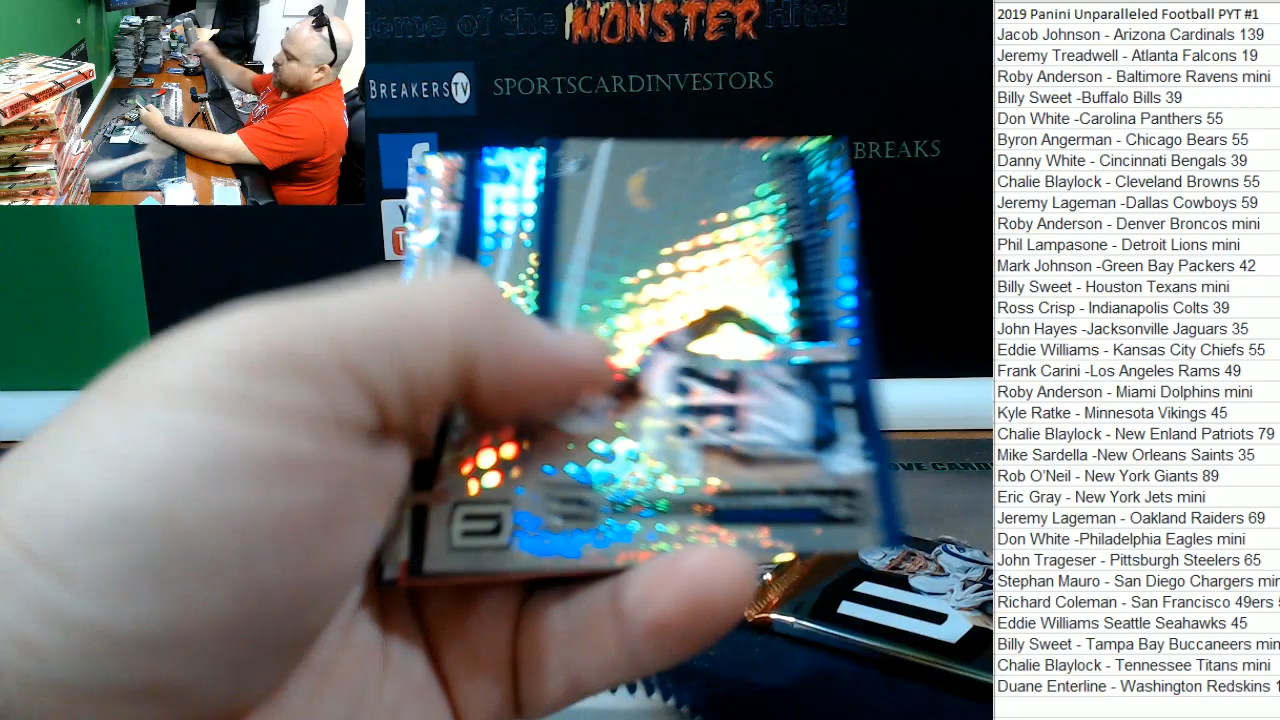 ome of the MONSTER Hits!
BREAKERSTV
SPORTSCARDINVESTORS
BREAKS
OVE CARD
2019 Panini Unparalleled Football PYT #1
Jacob Johnson - Arizona Cardinals 139
Jeremy Treadwell - Atlanta Falcons 19
Roby Anderson - Baltimore Ravens mini
Billy Sweet -Buffalo Bills 39
Don White -Carolina Panthers 55
Byron Angerman - Chicago Bears 55
Danny White - Cincinnati Bengals 39
Chalie Blaylock - Cleveland Browns 55
Jeremy Lageman -Dallas Cowboys 59
Roby Anderson - Denver Broncos mini
Phil Lampasone - Detroit Lions mini
Mark Johnson -Green Bay Packers 42
Billy Sweet - Houston Texans mini
Ross Crisp - Indianapolis Colts 39
John Hayes -Jacksonville Jaguars 35
Eddie Williams - Kansas City Chiefs 55
Frank Carini -Los Angeles Rams 49
Roby Anderson - Miami Dolphins mini
Kyle Ratke - Minnesota Vikings 45
Chalie Blaylock - New Enland Patriots 79
Mike Sardella -New Orleans Saints 35
Rob O'Neil - New York Giants 89
Eric Gray - New York Jets mini
Jeremy Lageman - Oakland Raiders 69
Don White -Philadelphia Eagles mini
John Trageser - Pittsburgh Steelers 65
Stephan Mauro - San Diego Chargers min
Richard Coleman - San Francisco 49ers
Eddie Williams Seattle Seahawks 45
Billy Sweet - Tampa Bay Buccaneers min
Chalie Blaylock - Tennessee Titans mini
Duane Enterline - Washington Redskins 1